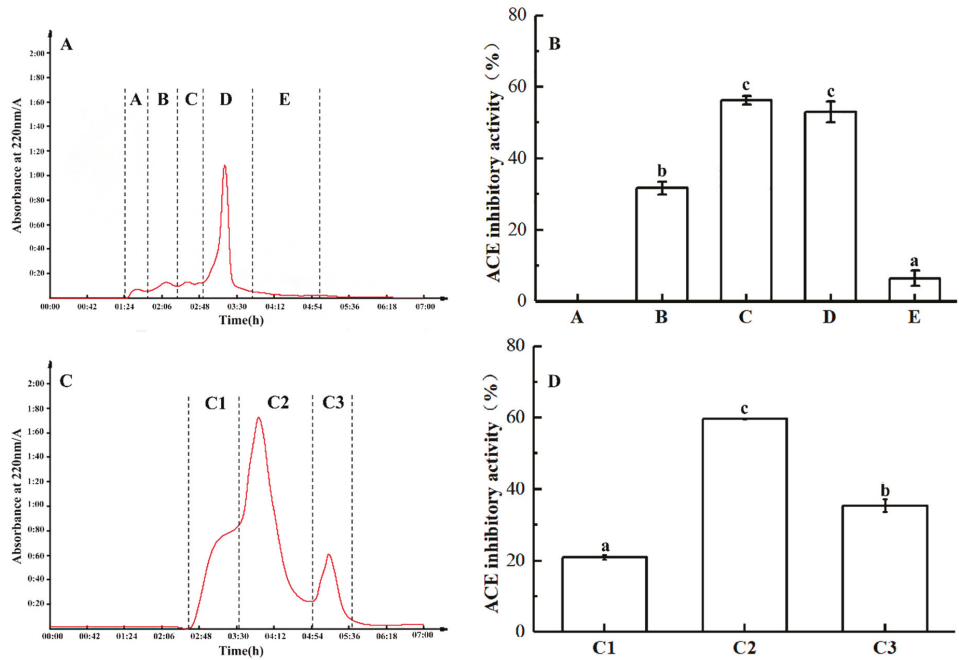 A
Absorbance at 220nm/A
2:00
1:80
1:60
1:40
1:20
1:00
0:80
0:60
0:40
0:20
A B C D E
00:00 00:42 01:24 02:06 02:48 03:30 04:12 04:54 05:36 06:18 07:00
Time(h)
B
ACE inhibitory activity（%）
80
60
40
20
0
b c c a
A B C D E
C
Absorbance at 220nm/A
2:00
1:80
1:60
1:40
1:20
1:00
0:80
0:60
0:40
0:20
C1 C2 C3
00:00 00:42 01:24 02:06 02:48 03:30 04:12 04:54 05:36 06:18 07:00
Time(h)
D
ACE inhibitory activity（%）
80
60
40
20
0
a c b
C1 C2 C3